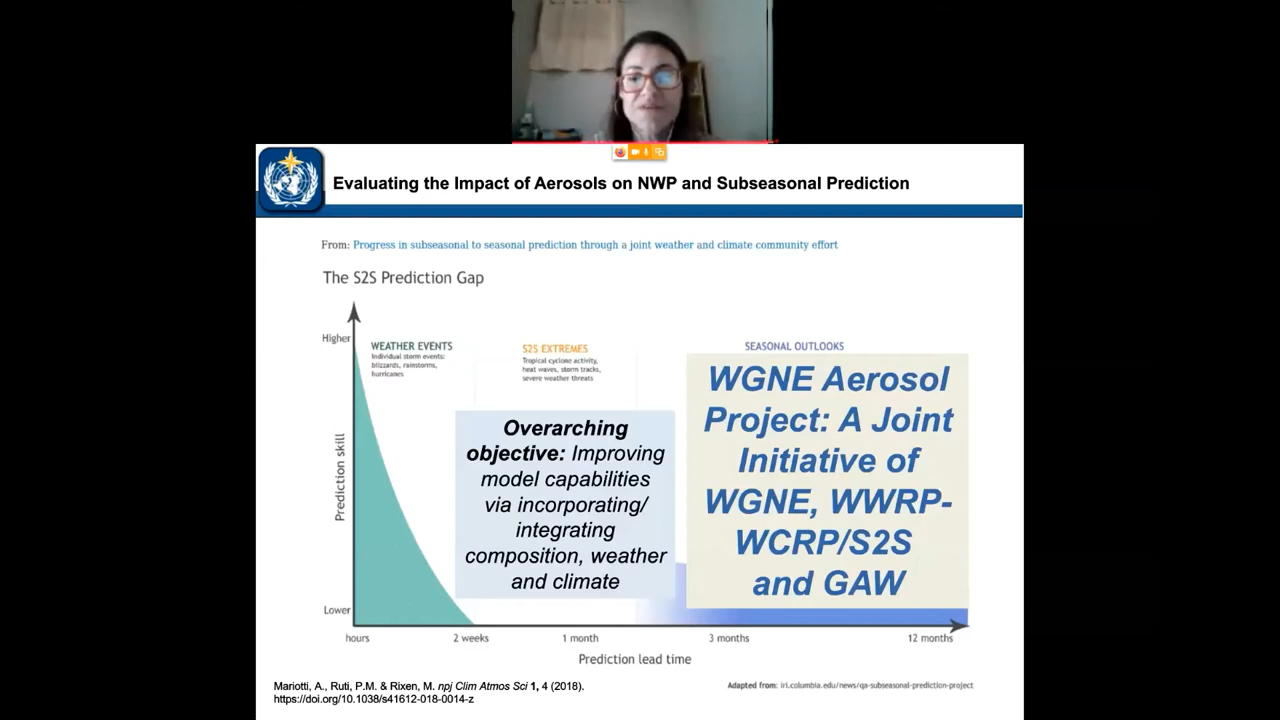 Evaluating the Impact of Aerosols on NWP and Subseasonal Prediction
From: Progress in subseasonal to seasonal prediction through a joint weather and climate community effort
The S2S Prediction Gap
Higher
WEATHER EVENTS
Individual storm events:
blizzards, rainstorms,
hurricanes
S2S EXTREMES
Tropical cyclone activity,
heat waves, storm tracks,
severe weather threats
SEASONAL OUTLOOKS
Prediction skill
Overarching
objective: Improving
model capabilities
via incorporating/
integrating
composition, weather
and climate
WGNE Aerosol
Project: A Joint
Initiative of
WGNE, WWRP-
WCRP/S2S
and GAW
Lower
hours
2 weeks
1 month
3 months
12 months
Prediction lead time
Mariotti, A., Ruti, P.M. & Rixen, M. npj Clim Atmos Sci 1, 4 (2018).
https://doi.org/10.1038/s41612-018-0014-z
Adapted from: iri.columbia.edu/news/qa-subseasonal-prediction-project